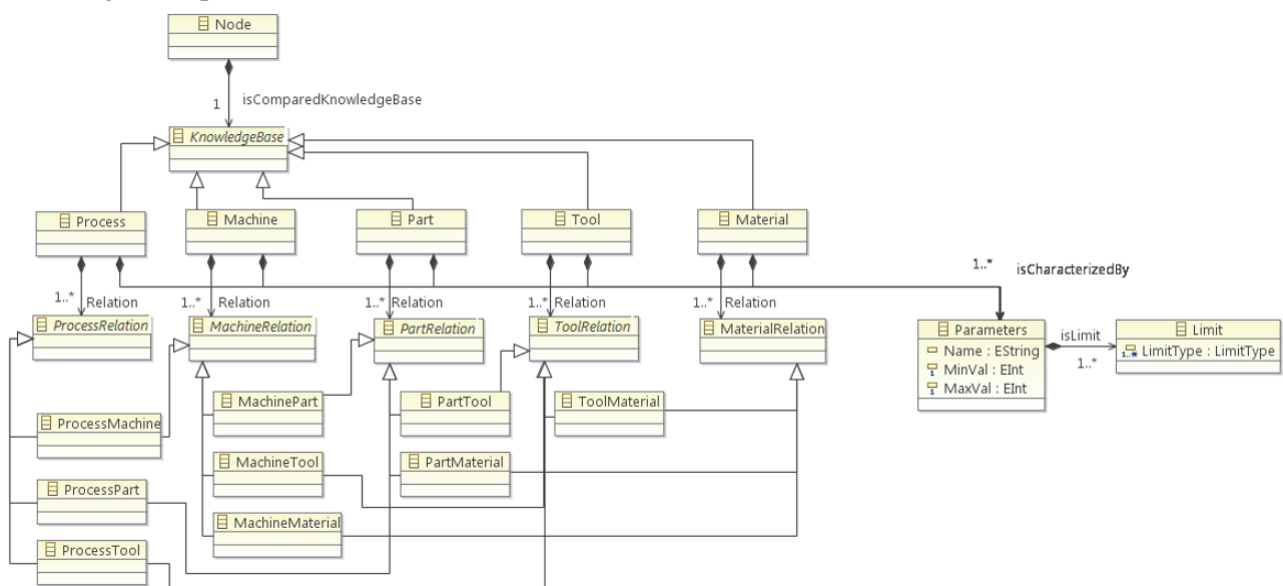 Node
1
isComparedKnowledgeBase
KnowledgeBase
Process
Machine
Part
Tool
Material
1..*
isCharacterizedBy
1..* Relation
1..* Relation
1..* Relation
1..* Relation
1..* Relation
ProcessRelation
MachineRelation
PartRelation
ToolRelation
MaterialRelation
Parameters
Name : EString
MinVal : EInt
MaxVal : EInt
isLimit
1..*
Limit
LimitType : LimitType
MachinePart
PartTool
ToolMaterial
ProcessMachine
MachineTool
PartMaterial
ProcessPart
MachineMaterial
ProcessTool